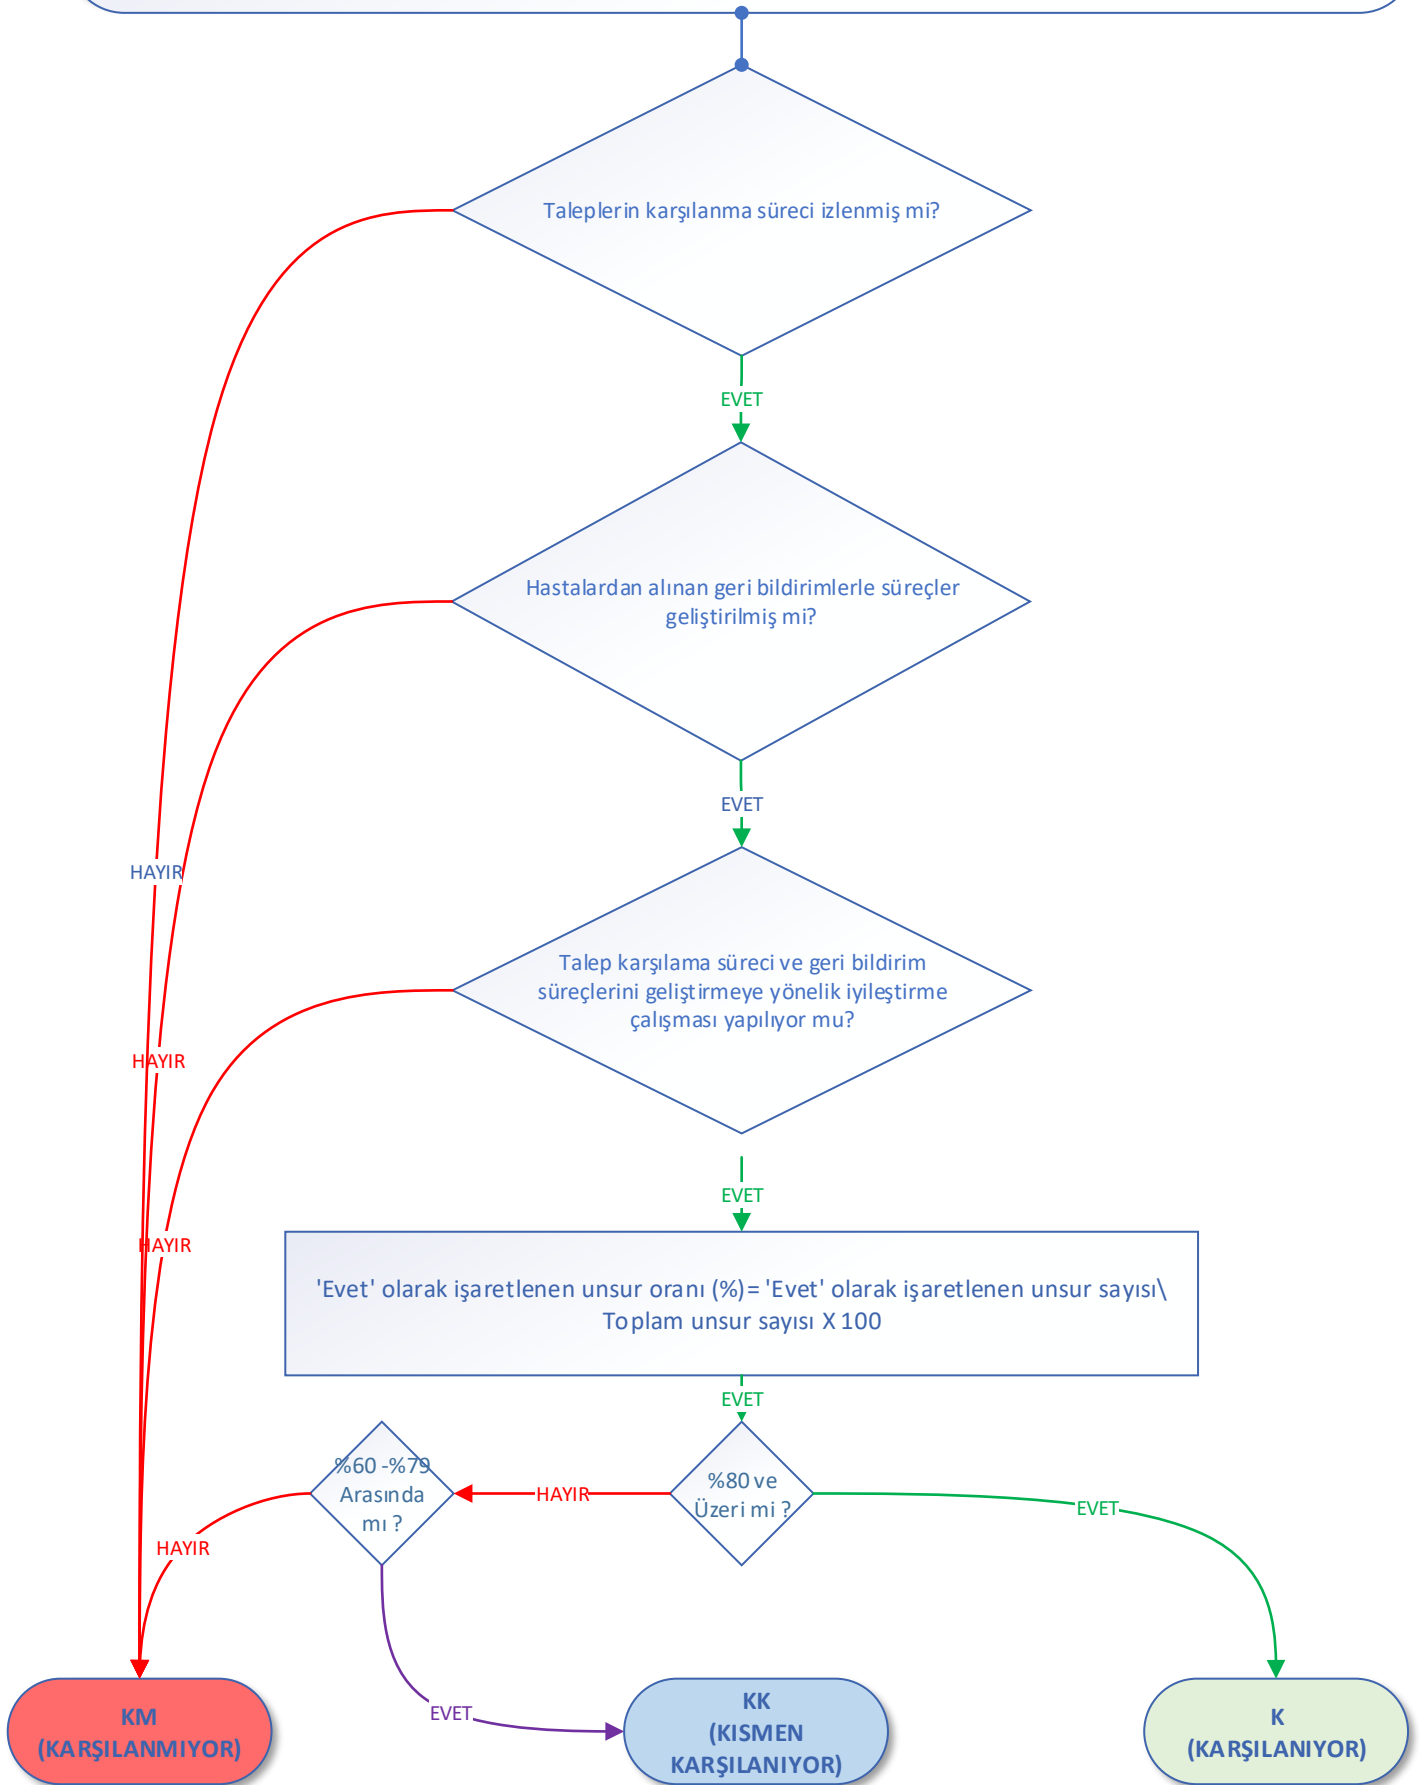 Taleplerin karşılanma süreci izlenmiş mi?
EVET
Hastalardan alınan geri bildirimlerle süreçler
geliştirilmiş mi?
EVET
HAYIR
Talep karşılama süreci ve geri bildirim
süreçlerini geliştirmeye yönelik iyileştirme
çalışması yapılıyor mu?
HAYIR
EVET
HAYIR
'Evet' olarak işaretlenen unsur oranı (%)= 'Evet' olarak işaretlenen unsur sayısı\
Toplam unsur sayısı X 100
EVET
%60 -%79
Arasında
mı ?
HAYIR
%80 ve
Üzeri mi ?
EVET
HAYIR
EVET
KM
(KARŞILANMIYOR)
KK
(KISMEN
KARŞILANIYOR)
K
(KARŞILANIYOR)